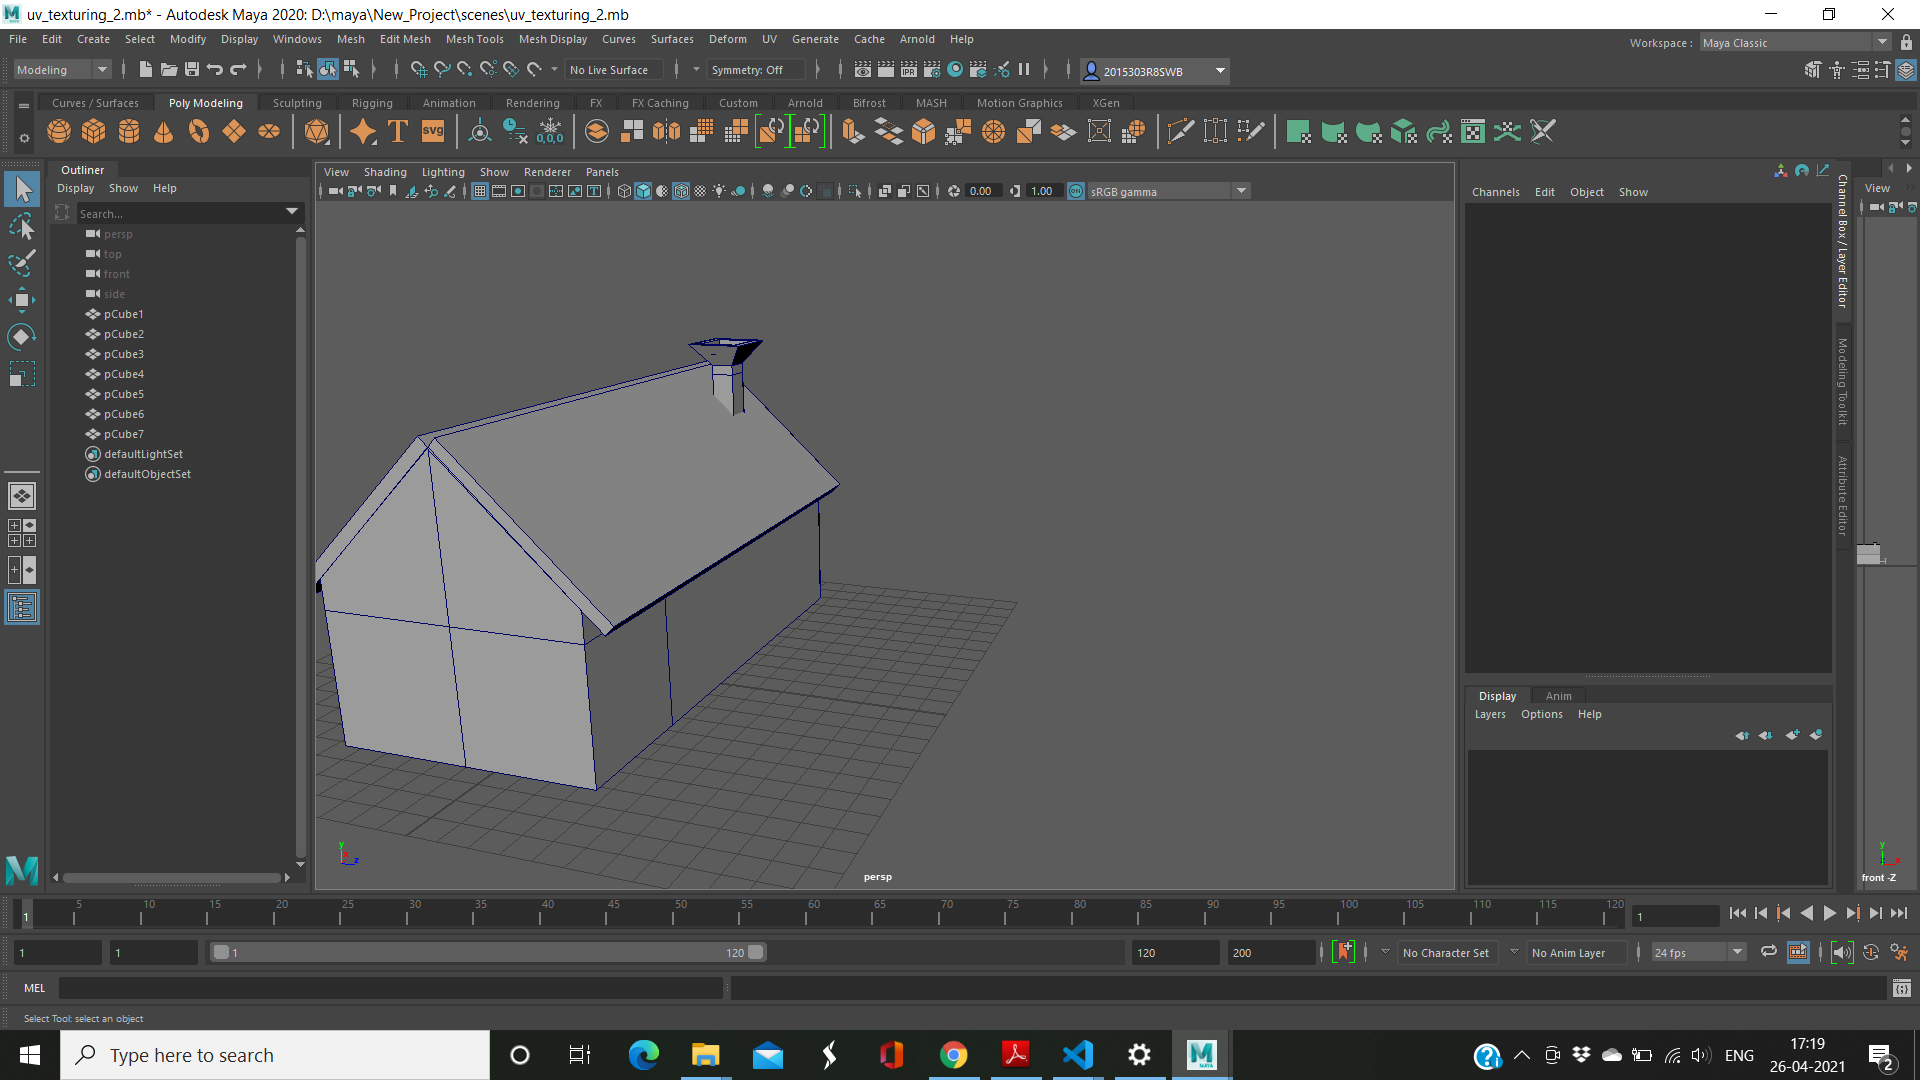 uv_texturing_2.mb* - Autodesk Maya 2020: D:\maya\New_Project\scenes\uv_texturing_2.mb
File Edit Create Select Modify Display Windows Mesh Edit Mesh Mesh Tools Mesh Display Curves Surfaces Deform UV Generate Cache Arnold Help
Workspace : Maya Classic
Modeling
No Live Surface
Symmetry: Off
2015303R8SWB
Curves / Surfaces Poly Modeling Sculpting Rigging Animation Rendering FX FX Caching Custom Arnold Bifrost MASH Motion Graphics XGen
T SVG 0,0,0
Outliner
Display Show Help
Search...
persp
top
front
side
pCube1
pCube2
pCube3
pCube4
pCube5
pCube6
pCube7
defaultLightSet
defaultObjectSet
View Shading Lighting Show Renderer Panels
0.00 1.00 ON sRGB gamma
y
z
persp
Channels Edit Object Show
Channel Box / Layer Editor
Modeling Toolkit
Attribute Editor
View
Display Anim
Layers Options Help
y
front -Z
1 5 10 15 20 25 30 35 40 45 50 55 60 65 70 75 80 85 90 95 100 105 110 115 120 1
1 1 1 120 120 200 No Character Set No Anim Layer 24 fps
MEL
Select Tool: select an object
Type here to search
MAYA
ENG
17:19
26-04-2021
2